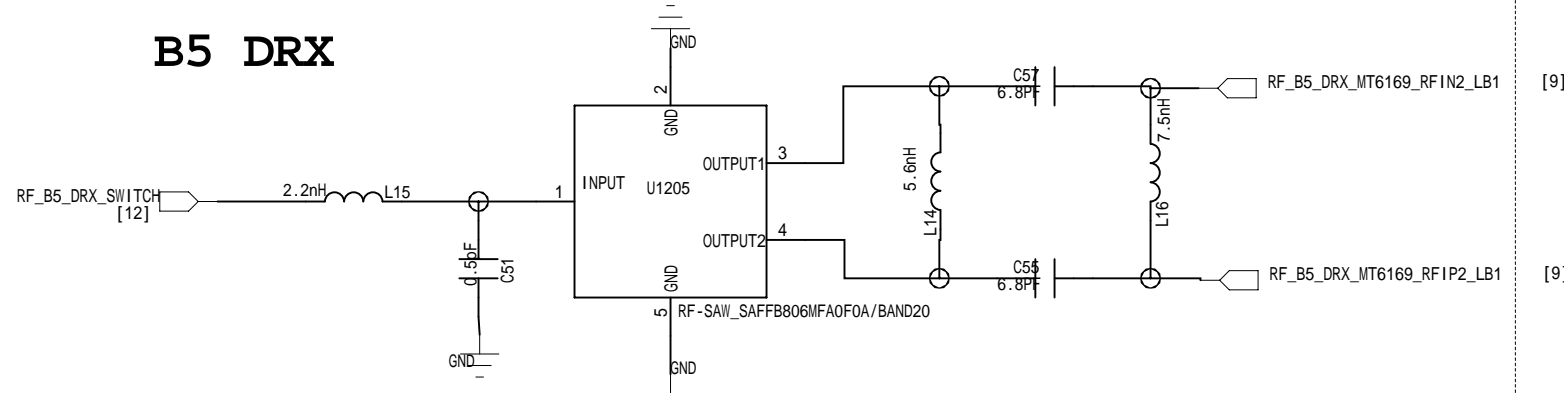 B5 DRX
GND
2
GND
C57
6.8PF
RF_B5_DRX_MT6169_RFIN2_LB1 [9]
7.5nH
OUTPUT1 3
5.6nH
INPUT U1205
1
RF_B5_DRX_SWITCH
[12]
2.2nH L15
L14
L16
OUTPUT2 4
0.5pF
C51
GND
5
C55
6.8PF
RF_B5_DRX_MT6169_RFIP2_LB1 [9]
RF-SAW_SAFFB806MFA0F0A/BAND20
GND
GND